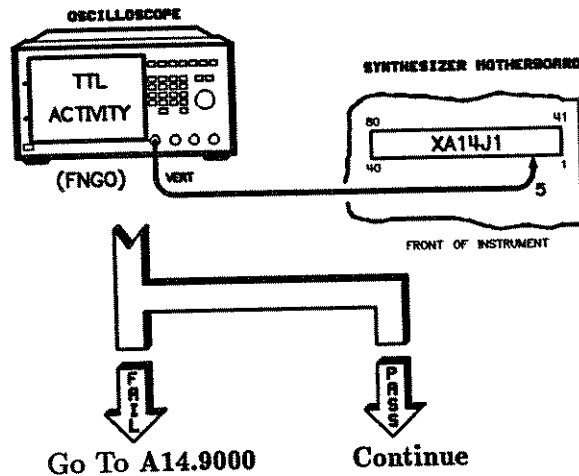 OSCILLOSCOPE
TTL
ACTIVITY
(FNGO)
VERT
SYNTHESIZER MOTHERBOARD
80 41
XA14J1
40 1
5
FRONT OF INSTRUMENT
FAIL
PASS
Go To A14.9000
Continue